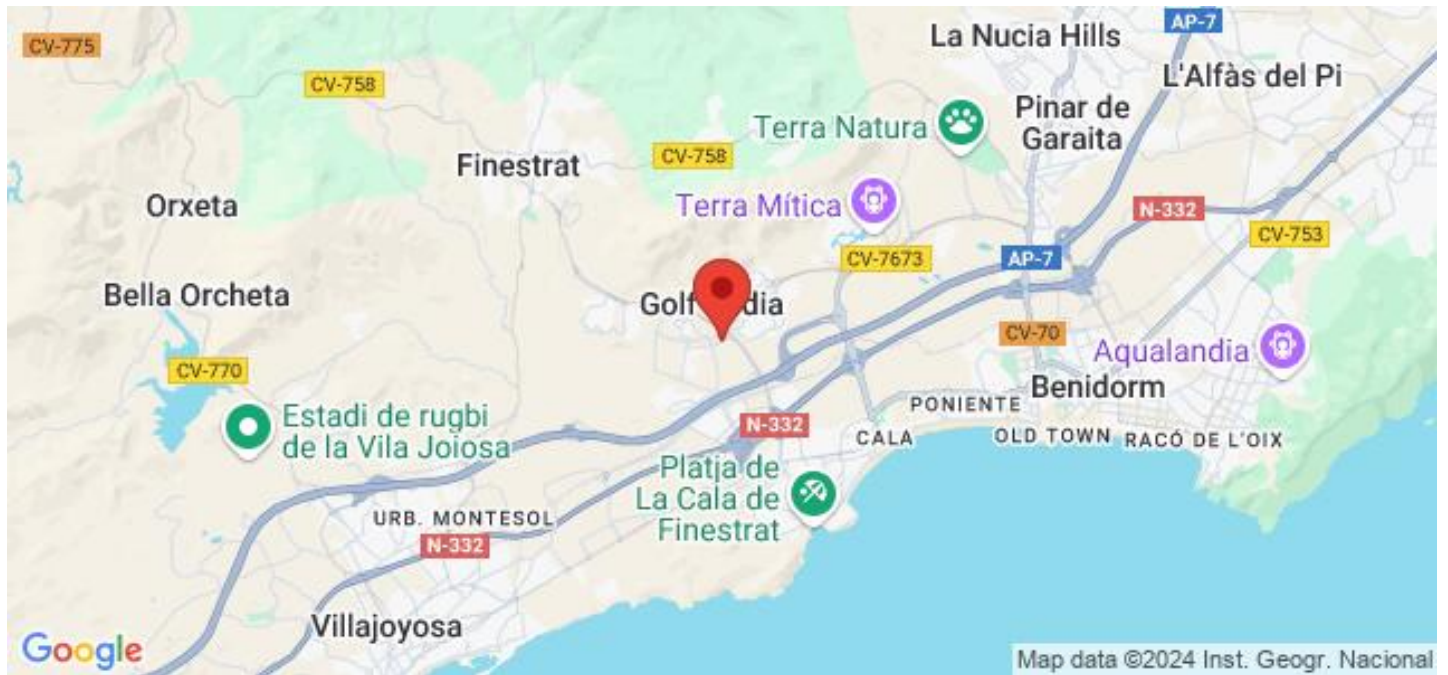 AP-7
CV-775
La Nucia Hills
L'Alfàs del Pi
CV-758
Pinar de
Garaita
Terra Natura
Finestrat
CV-758
Orxeta
Terra Mítica
N-332
CV-753
CV-7673
AP-7
Bella Orcheta
Golf
dia
CV-70
Aqualandia
CV-770
Benidorm
PONIENTE
Estadi de rugbi
de la Vila Joiosa
N-332
CALA
OLD TOWN
RACÓ DE L'OIX
Platja de
La Cala de
Finestrat
URB. MONTESOL
N-332
Villajoyosa
Google
Map data ©2024 Inst. Geogr. Nacional